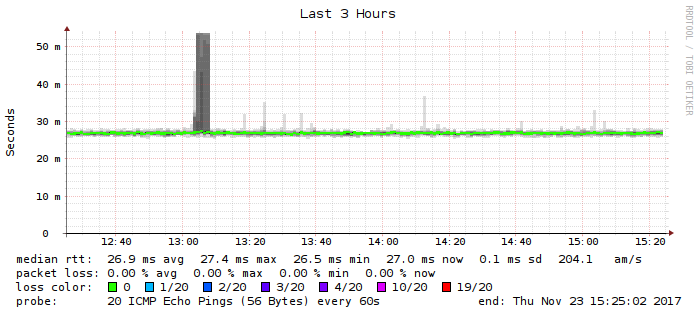 Last 3 Hours
RRDTOOL / TOBI OETIKER
Seconds
50 m
40 m
30 m
20 m
10 m
0
12:40 13:00 13:20 13:40 14:00 14:20 14:40 15:00 15:20
median rtt: 26.9 ms avg 27.4 ms max 26.5 ms min 27.0 ms now 0.1 ms sd 204.1 am/s
packet loss: 0.00 % avg 0.00 % max 0.00 % min 0.00 % now
loss color: 0 1/20 2/20 3/20 4/20 10/20 19/20
probe: 20 ICMP Echo Pings (56 Bytes) every 60s end: Thu Nov 23 15:25:02 2017